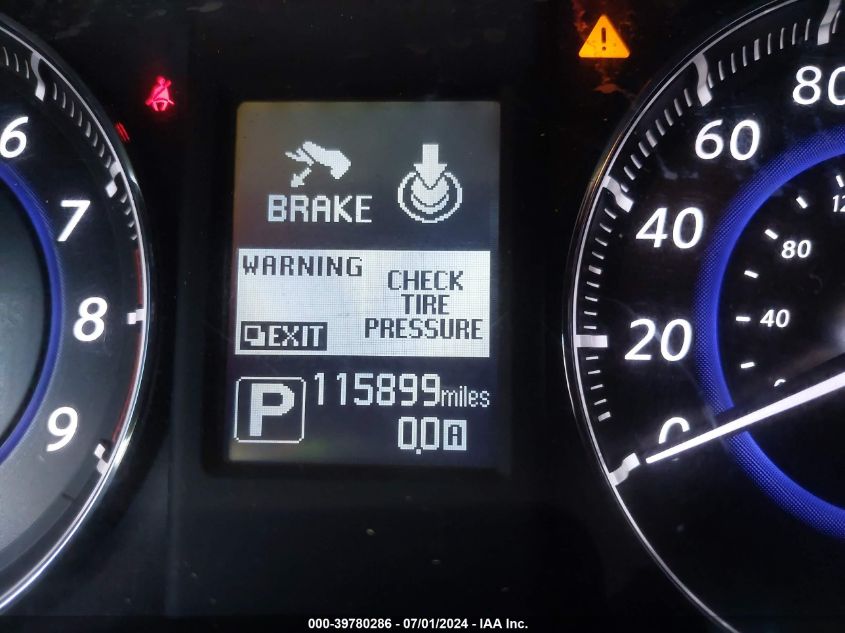 6
7
8
9
BRAKE
WARNING
CHECK
TIRE
PRESSURE
EXIT
P
115899miles
0.0 A
80
60
40
20
0
80
40
000-39780286 - 07/01/2024 - IAA Inc.